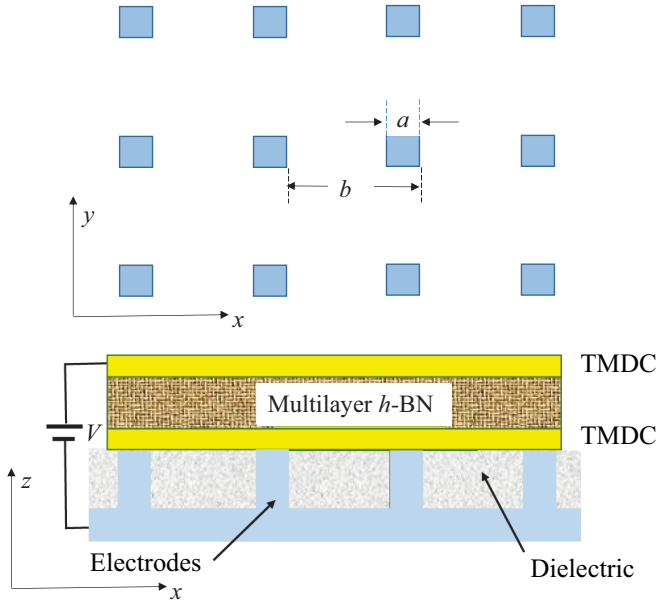 a
b
y
x
TMDC
Multilayer h-BN
TMDC
V
z
Electrodes
Dielectric
x